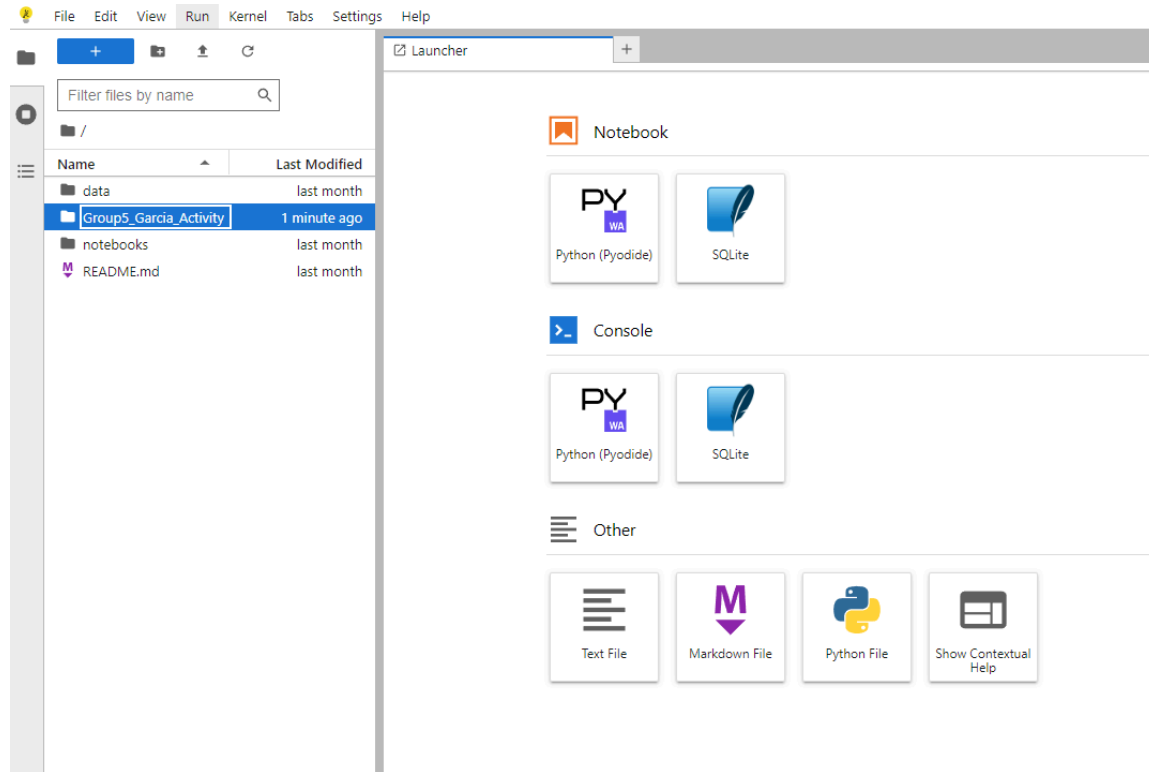 File Edit View Run Kernel Tabs Settings Help
+
Launcher
+
Filter files by name
/
Name Last Modified
data last month
Group5_Garcia_Activity 1 minute ago
notebooks last month
M README.md last month
Notebook
PY WA
Python (Pyodide)
SQLite
>_ Console
PY WA
Python (Pyodide)
SQLite
Other
Text File
M
Markdown File
Python File
Show Contextual
Help